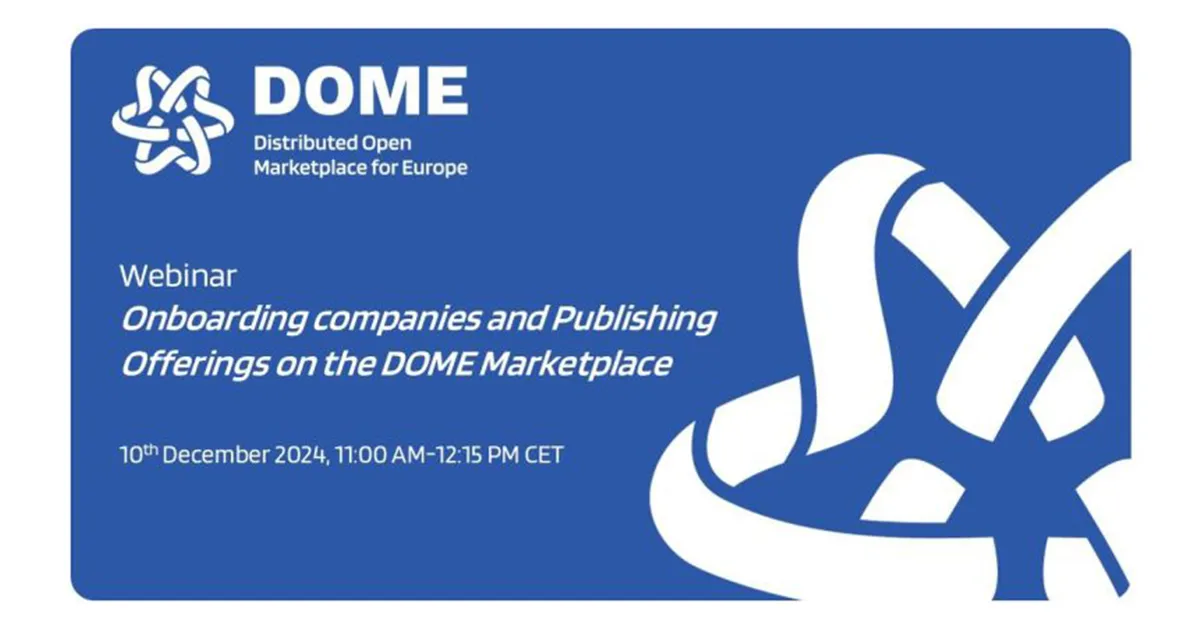 DOME
Distributed Open
Marketplace for Europe
Webinar
Onboarding companies and Publishing
Offerings on the DOME Marketplace
10th December 2024, 11:00 AM-12:15 PM CET